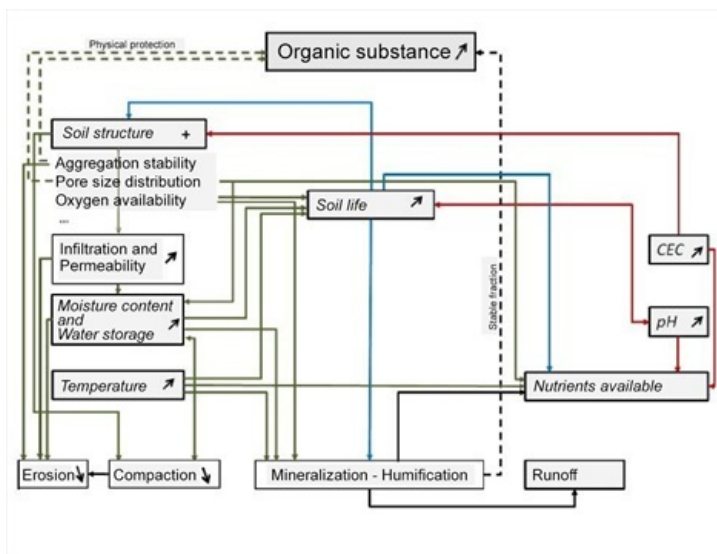 Physical protection
Organic substance
Soil structure +
Aggregation stability
Pore size distribution
Oxygen availability
...
Soil life
Infiltration and
Permeability
CEC
Stable fraction
Moisture content
and
Water storage
pH
Temperature
Nutrients available
Erosion
Compaction
Mineralization - Humification
Runoff